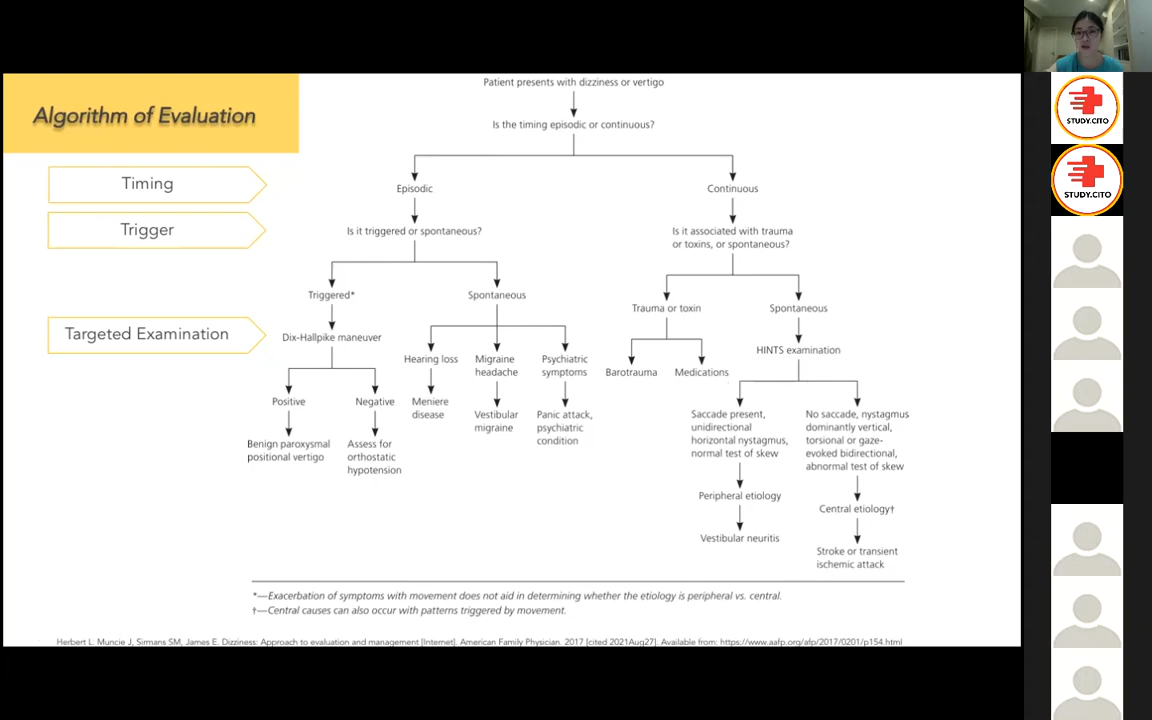 Algorithm of Evaluation
Patient presents with dizziness or vertigo
Is the timing episodic or continuous?
Timing
Episodic
Continuous
Trigger
Is it triggered or spontaneous?
Is it associated with trauma
or toxins, or spontaneous?
Triggered*
Spontaneous
Trauma or toxin
Spontaneous
Targeted Examination
Dix-Hallpike maneuver
HINTS examination
Hearing loss
Migraine
headache
Psychiatric
symptoms
Barotrauma
Medications
Positive
Negative
Meniere
disease
Vestibular
migraine
Panic attack,
psychiatric
condition
Saccade present,
unidirectional
horizontal nystagmus,
normal test of skew
No saccade, nystagmus
dominantly vertical,
torsional or gaze-
evoked bidirectional,
abnormal test of skew
Benign paroxysmal
positional vertigo
Assess for
orthostatic
hypotension
Peripheral etiology
Central etiology†
Vestibular neuritis
Stroke or transient
ischemic attack
*—Exacerbation of symptoms with movement does not aid in determining whether the etiology is peripheral vs. central.
†—Central causes can also occur with patterns triggered by movement.
Herbert L. Muncie J, Sirmans SM, James E. Dizziness: Approach to evaluation and management [Internet]. American Family Physician. 2017 [cited 2021Aug27]. Available from: https://www.aafp.org/afp/2017/0201/p154.html
STUDY.CITO
STUDY.CITO